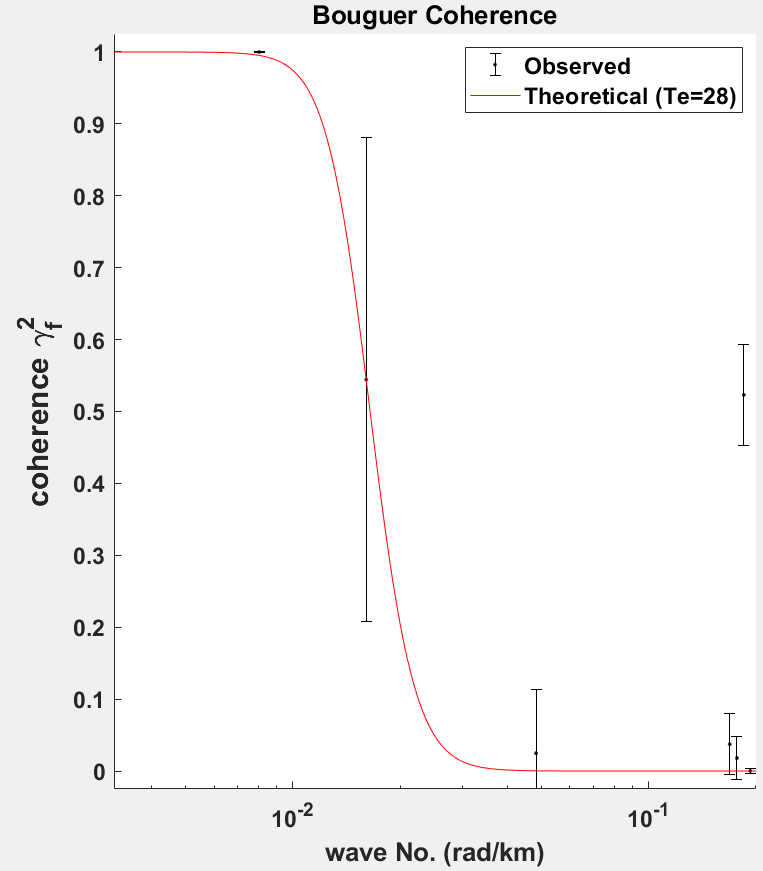 Bouguer Coherence
Observed
Theoretical (Te=28)
1
0.9
0.8
0.7
0.6
0.5
0.4
0.3
0.2
0.1
0
coherence γ_f^2
10^-2
10^-1
wave No. (rad/km)